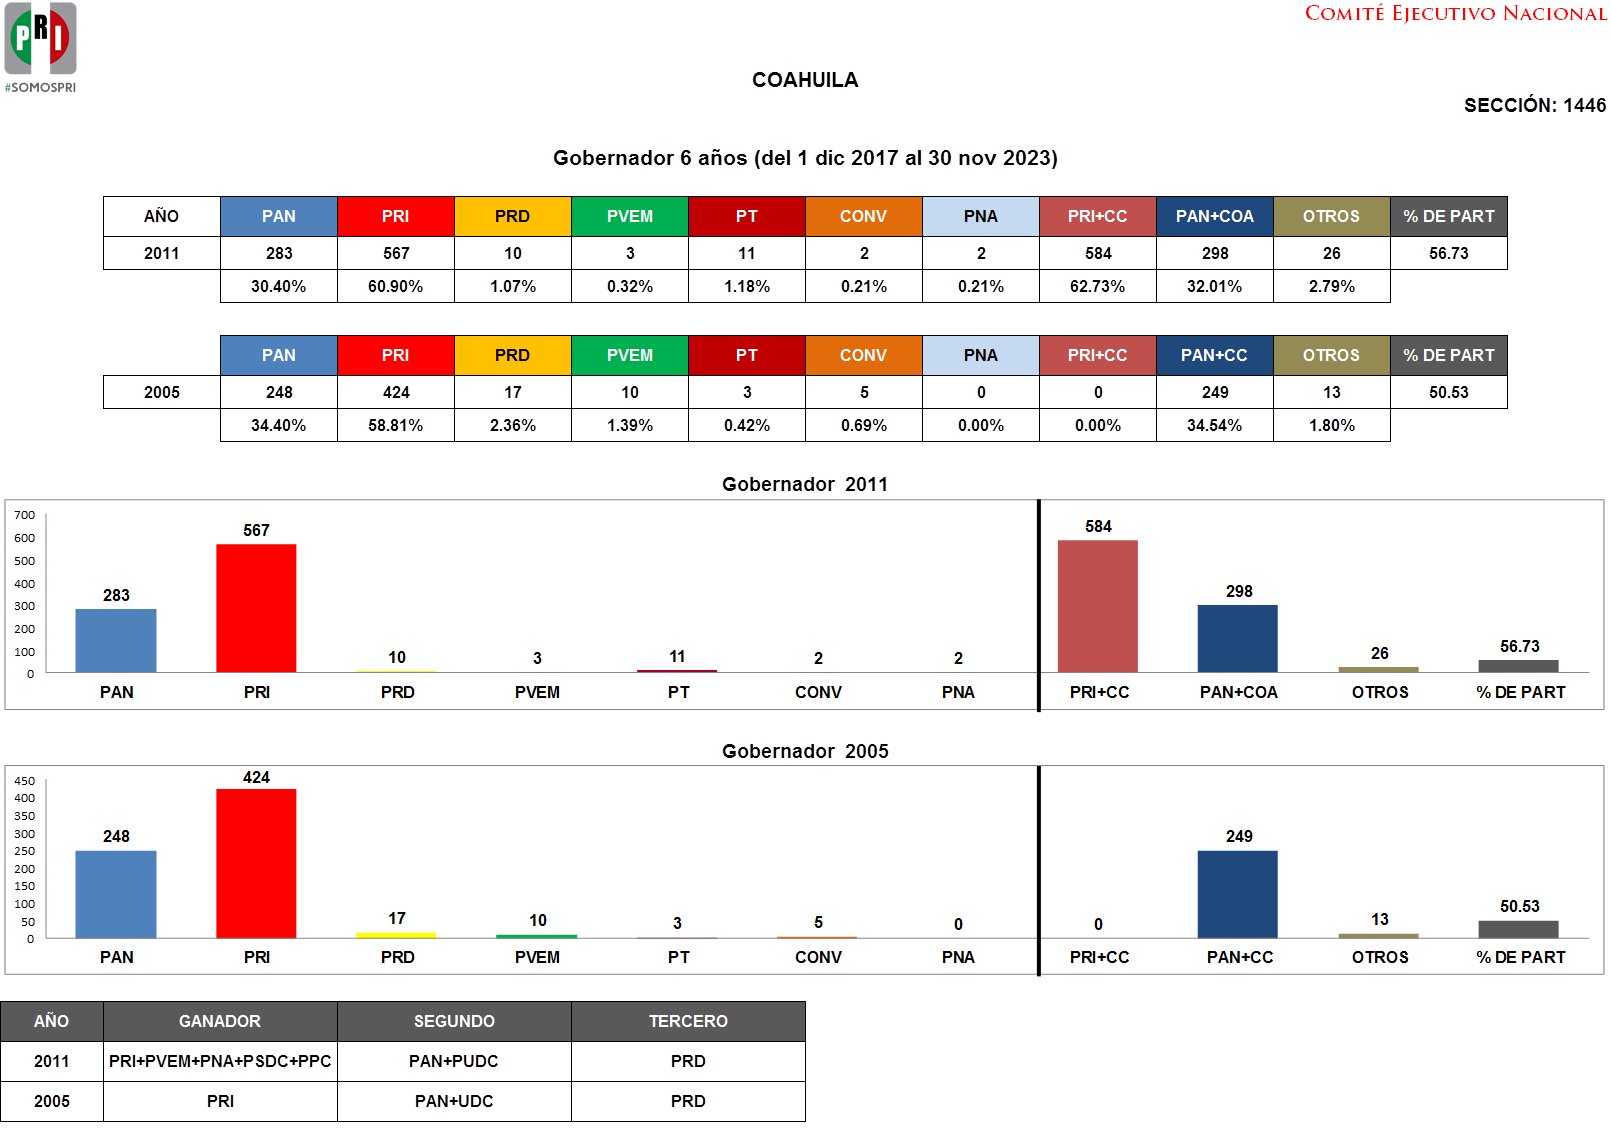 PRI
#SOMOSPRI
COMITÉ EJECUTIVO NACIONAL
COAHUILA
SECCIÓN: 1446
Gobernador 6 años (del 1 dic 2017 al 30 nov 2023)
AÑO PAN PRI PRD PVEM PT CONV PNA PRI+CC PAN+COA OTROS % DE PART
2011 283 567 10 3 11 2 2 584 298 26 56.73
30.40% 60.90% 1.07% 0.32% 1.18% 0.21% 0.21% 62.73% 32.01% 2.79%
PAN PRI PRD PVEM PT CONV PNA PRI+CC PAN+CC OTROS % DE PART
2005 248 424 17 10 3 5 0 0 249 13 50.53
34.40% 58.81% 2.36% 1.39% 0.42% 0.69% 0.00% 0.00% 34.54% 1.80%
Gobernador 2011
700
600
500
400
300
200
100
0
283 567 10 3 11 2 2 584 298 26 56.73
PAN PRI PRD PVEM PT CONV PNA PRI+CC PAN+COA OTROS % DE PART
Gobernador 2005
450
400
350
300
250
200
150
100
50
0
248 424 17 10 3 5 0 0 249 13 50.53
PAN PRI PRD PVEM PT CONV PNA PRI+CC PAN+CC OTROS % DE PART
AÑO GANADOR SEGUNDO TERCERO
2011 PRI+PVEM+PNA+PSDC+PPC PAN+PUDC PRD
2005 PRI PAN+UDC PRD